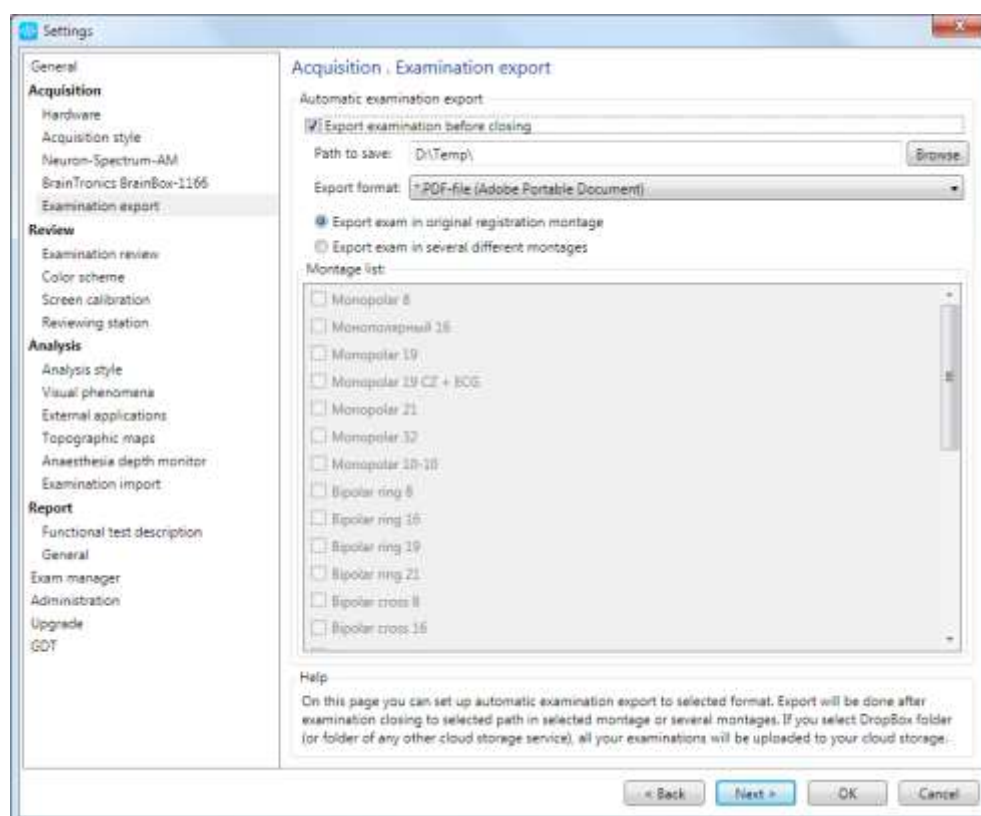 Settings
General
Acquisition
Hardware
Acquisition style
Neuron-Spectrum-AM
BrainTronics BrainBox-1166
Examination export
Review
Examination review
Color scheme
Screen calibration
Reviewing station
Analysis
Analysis style
Visual phenomena
External applications
Topographic maps
Anaesthesia depth monitor
Examination import
Report
Functional test description
General
Exam manager
Administration
Upgrade
GDT
Acquisition . Examination export
Automatic examination export
Export examination before closing
Path to save: D:\Temp\ Browse
Export format: *.PDF-file (Adobe Portable Document)
Export exam in original registration montage
Export exam in several different montages
Montage list:
Monopolar 8
Монополярный 16
Monopolar 19
Monopolar 19 CZ + ECG
Monopolar 21
Monopolar 32
Monopolar 10-10
Bipolar ring 8
Bipolar ring 16
Bipolar ring 19
Bipolar ring 21
Bipolar cross 8
Bipolar cross 16
Help
On this page you can set up automatic examination export to selected format. Export will be done after
examination closing to selected path in selected montage or several montages. If you select DropBox folder
(or folder of any other cloud storage service), all your examinations will be uploaded to your cloud storage.
< Back Next > OK Cancel